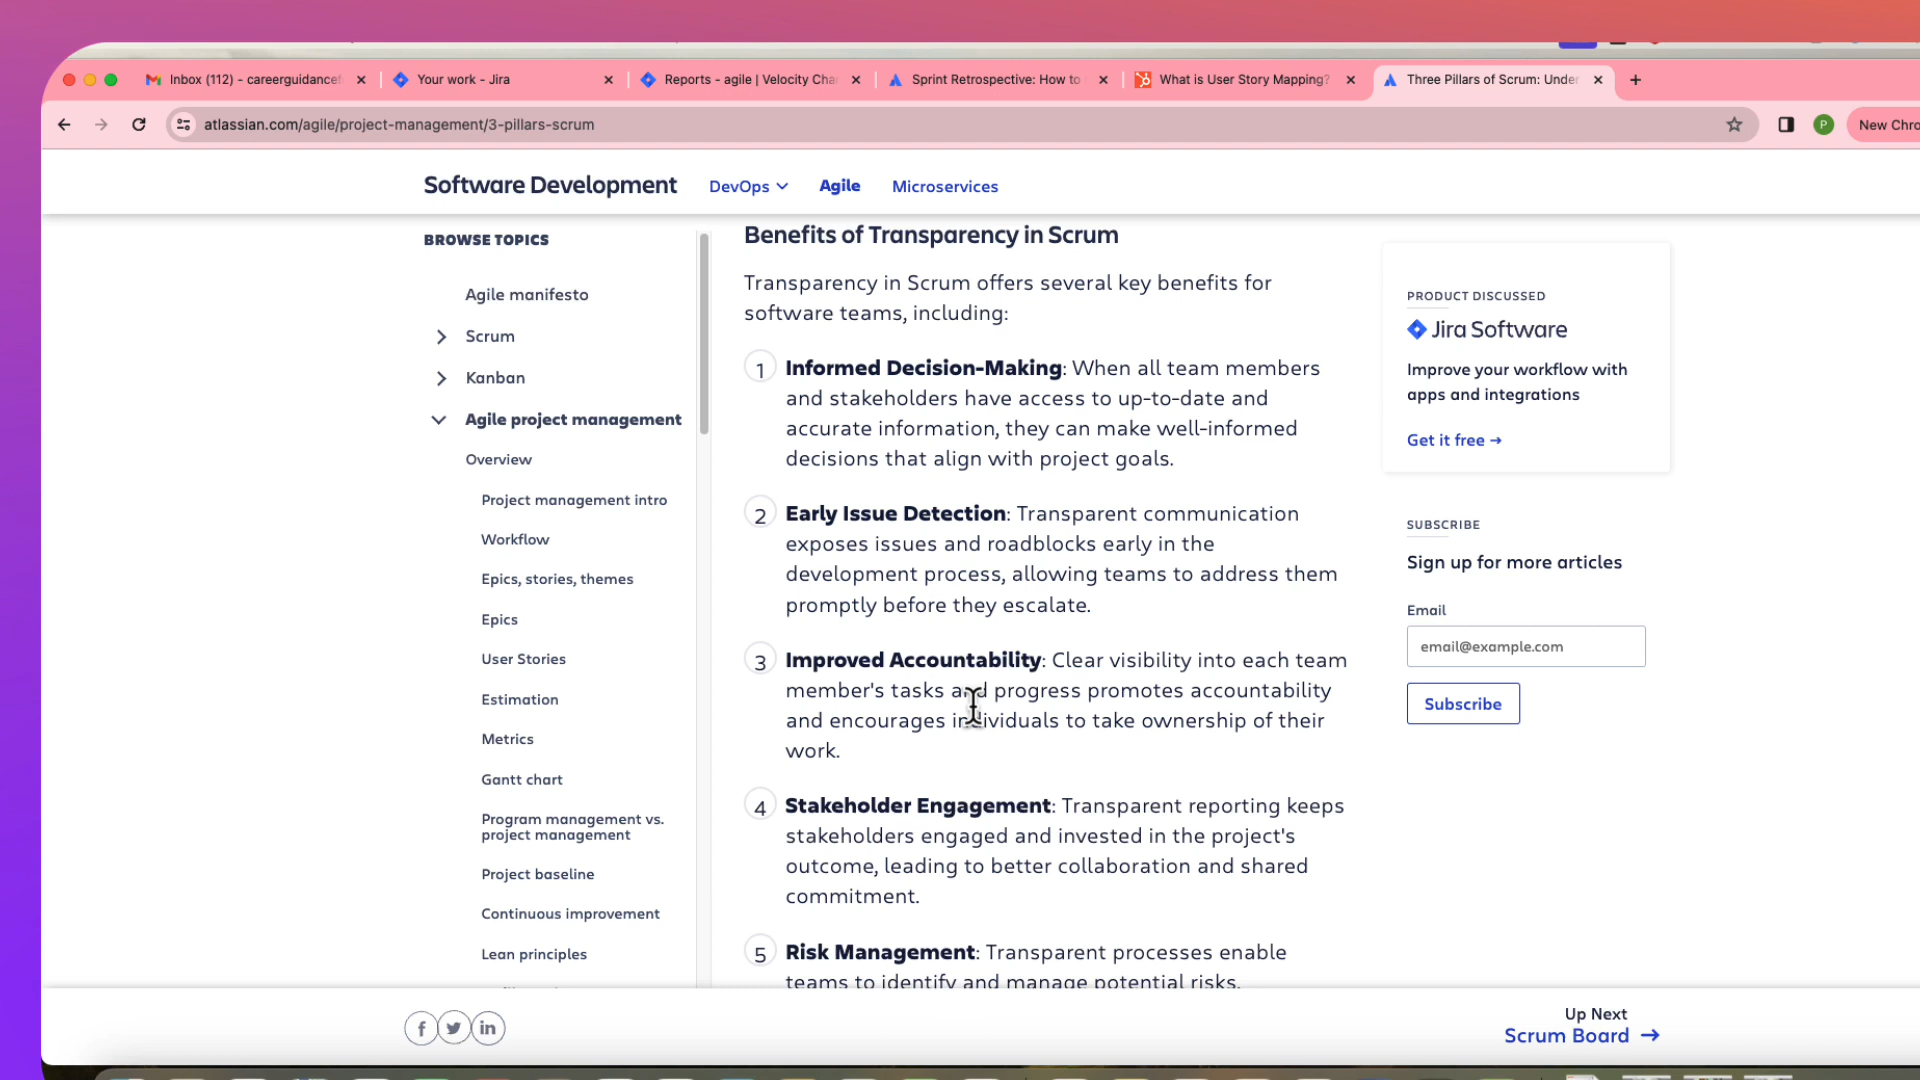 Inbox (112) - careerguidancef
Your work - Jira
Reports - agile | Velocity Cha
Sprint Retrospective: How to
What is User Story Mapping?
Three Pillars of Scrum: Under
atlassian.com/agile/project-management/3-pillars-scrum
P
New Chro
Software Development
DevOps
Agile
Microservices
BROWSE TOPICS
Agile manifesto
Scrum
Kanban
Agile project management
Overview
Project management intro
Workflow
Epics, stories, themes
Epics
User Stories
Estimation
Metrics
Gantt chart
Program management vs.
project management
Project baseline
Continuous improvement
Lean principles
Benefits of Transparency in Scrum
Transparency in Scrum offers several key benefits for
software teams, including:
1 Informed Decision-Making: When all team members
and stakeholders have access to up-to-date and
accurate information, they can make well-informed
decisions that align with project goals.
2 Early Issue Detection: Transparent communication
exposes issues and roadblocks early in the
development process, allowing teams to address them
promptly before they escalate.
3 Improved Accountability: Clear visibility into each team
member's tasks and progress promotes accountability
and encourages individuals to take ownership of their
work.
4 Stakeholder Engagement: Transparent reporting keeps
stakeholders engaged and invested in the project's
outcome, leading to better collaboration and shared
commitment.
5 Risk Management: Transparent processes enable
teams to identify and manage potential risks.
PRODUCT DISCUSSED
Jira Software
Improve your workflow with
apps and integrations
Get it free →
SUBSCRIBE
Sign up for more articles
Email
email@example.com
Subscribe
Up Next
Scrum Board →